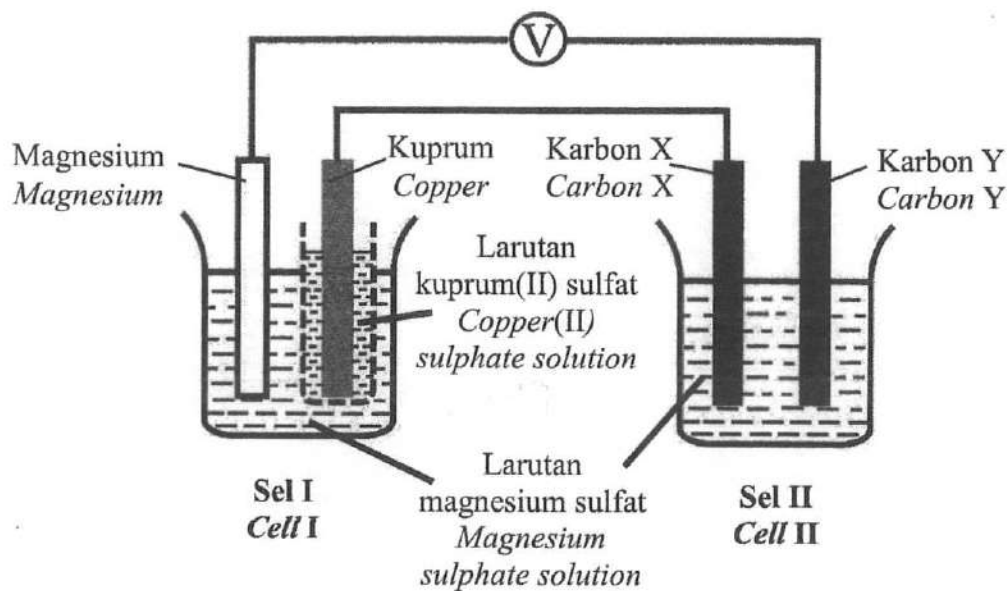 V
Magnesium
Magnesium
Kuprum
Copper
Karbon X
Carbon X
Karbon Y
Carbon Y
Larutan
kuprum(II) sulfat
Copper(II)
sulphate solution
Sel I
Cell I
Larutan
magnesium sulfat
Magnesium
sulphate solution
Sel II
Cell II